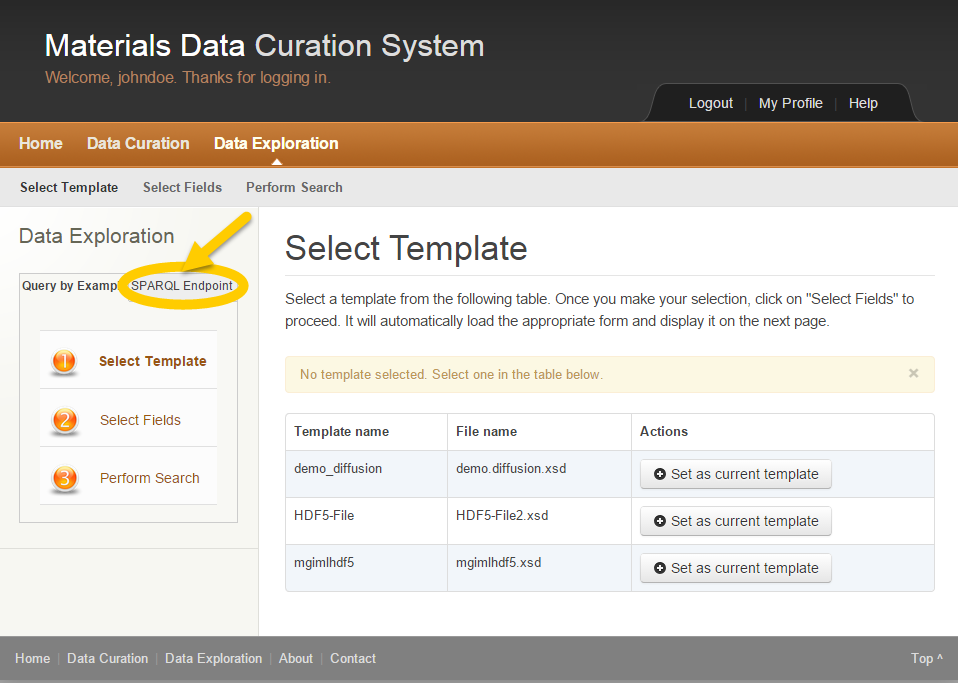 Materials Data Curation System
Welcome, johndoe. Thanks for logging in.
Logout | My Profile | Help
Home Data Curation Data Exploration
Select Template Select Fields Perform Search
Data Exploration
Query by Examp SPARQL Endpoint
1 Select Template
2 Select Fields
3 Perform Search
Select Template
Select a template from the following table. Once you make your selection, click on "Select Fields" to
proceed. It will automatically load the appropriate form and display it on the next page.
No template selected. Select one in the table below. ×
Template name File name Actions
demo_diffusion demo.diffusion.xsd Set as current template
HDF5-File HDF5-File2.xsd Set as current template
mgimlhdf5 mgimlhdf5.xsd Set as current template
Home | Data Curation | Data Exploration | About | Contact
Top ^